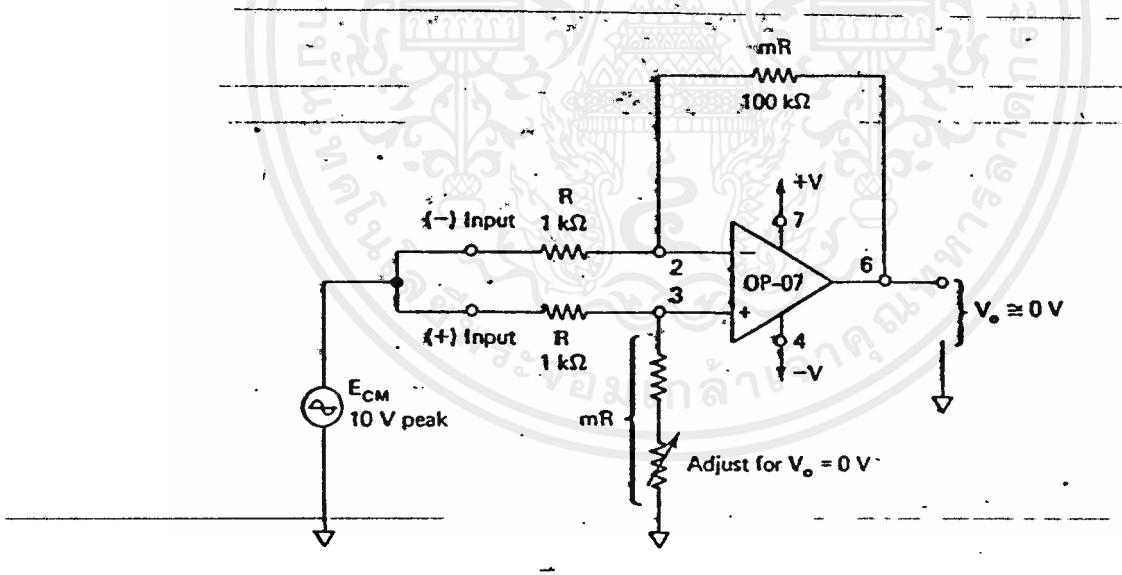 mR
100 kΩ
+V
7
(-) Input
R
1 kΩ
2
−
OP-07
6
3
+
(+) Input
R
1 kΩ
4
−V
V₀ ≅ 0 V
E_CM
10 V peak
mR
Adjust for V₀ = 0 V